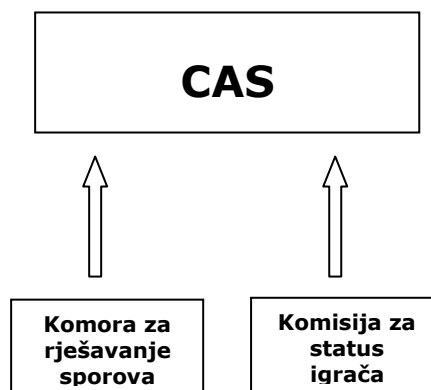 CAS
Komora za
rješavanje
sporova
Komisija za
status
igrača